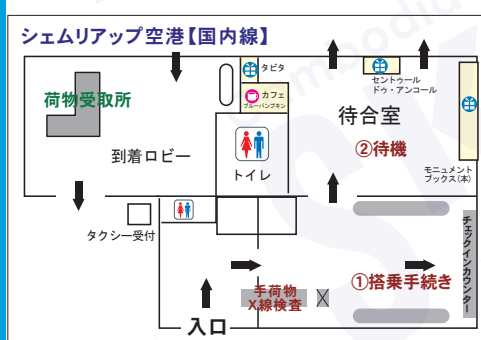 シェムリアップ空港【国内線】
タビタ
カフェ
ブルーパンプキン
セントゥール
ドゥ・アンコール
荷物受取所
待合室
到着ロビー
②待機
トイレ
モニュメント
ブックス(本)
タクシー受付
チェックインカウンター
①搭乗手続き
手荷物
X線検査
入口